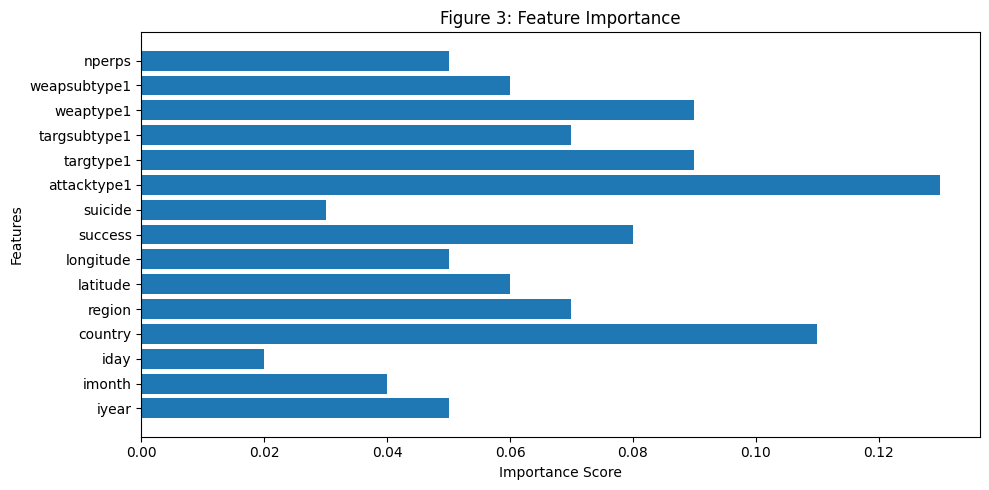 Figure 3: Feature Importance
Features
nperps
weapsubtype1
weaptype1
targsubtype1
targtype1
attacktype1
suicide
success
longitude
latitude
region
country
iday
imonth
iyear
0.00 0.02 0.04 0.06 0.08 0.10 0.12
Importance Score